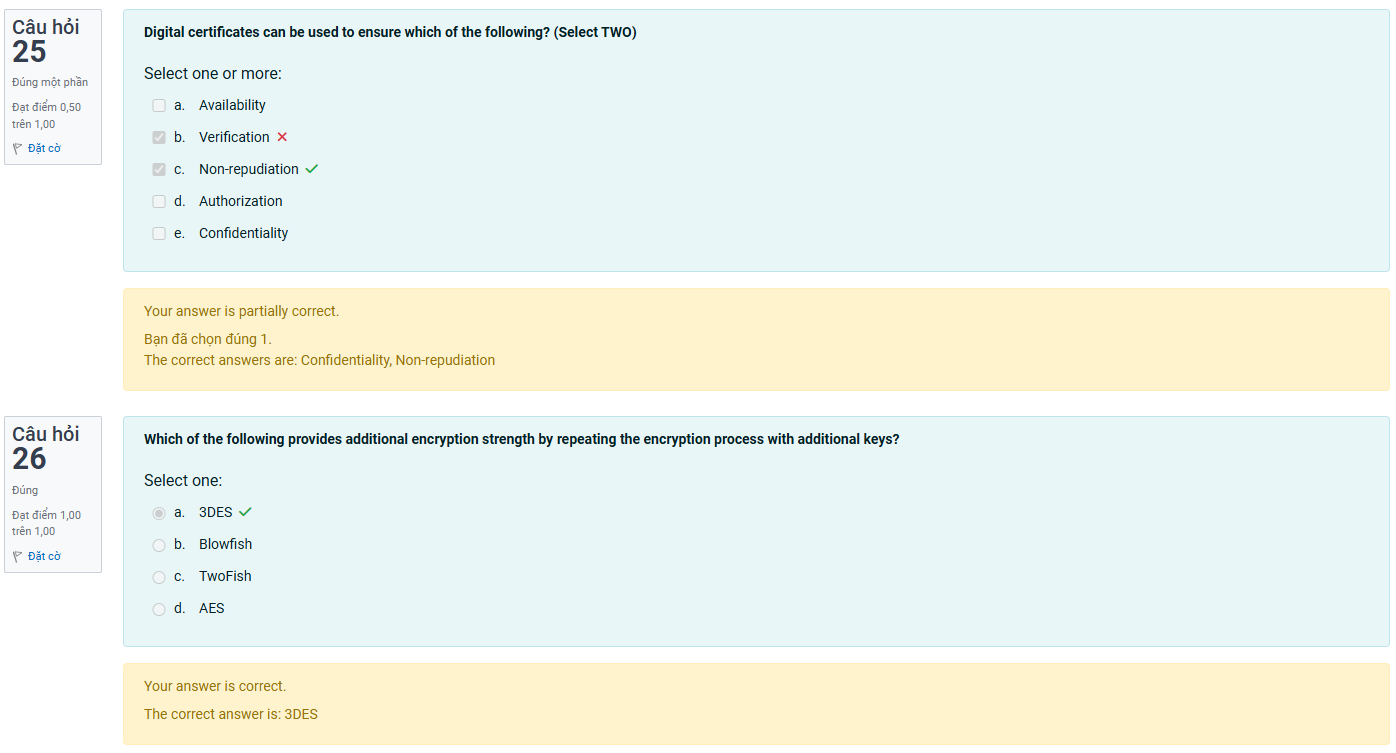 Câu hỏi
25
Đúng một phần
Đạt điểm 0,50
trên 1,00
Đặt cờ
Digital certificates can be used to ensure which of the following? (Select TWO)
Select one or more:
a. Availability
b. Verification
c. Non-repudiation
d. Authorization
e. Confidentiality
Your answer is partially correct.
Bạn đã chọn đúng 1.
The correct answers are: Confidentiality, Non-repudiation
Câu hỏi
26
Đúng
Đạt điểm 1,00
trên 1,00
Đặt cờ
Which of the following provides additional encryption strength by repeating the encryption process with additional keys?
Select one:
a. 3DES
b. Blowfish
c. TwoFish
d. AES
Your answer is correct.
The correct answer is: 3DES